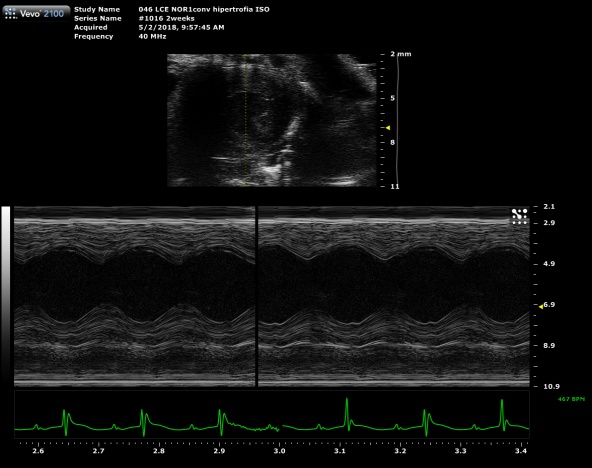 Vevo 2100
Study Name 046 LCE NOR1conv hipertrofia ISO
Series Name #1016 2weeks
Acquired 5/2/2018, 9:57:45 AM
Frequency 40 MHz
2 mm
5
8
11
2.1
2.9
4.9
6.9
8.9
10.9
467 BPM
2.6 2.7 2.8 2.9 3.0 3.1 3.2 3.3 3.4